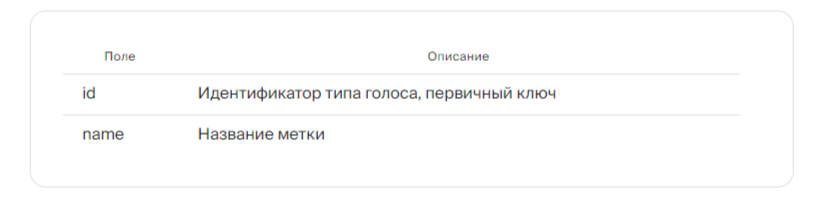 Поле Описание
id Идентификатор типа голоса, первичный ключ
name Название метки